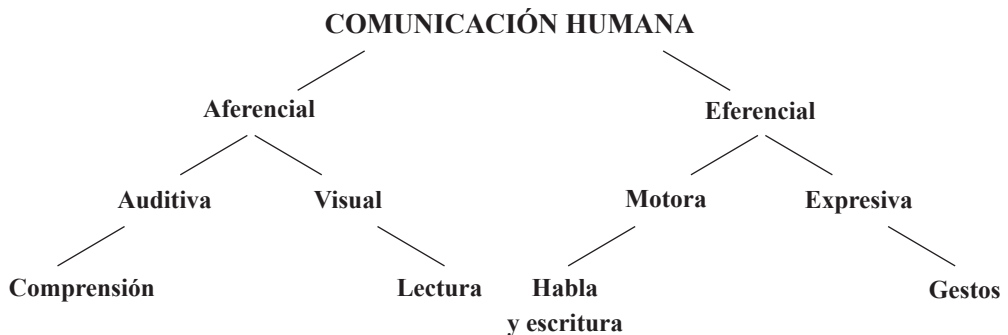 COMUNICACIÓN HUMANA
Aferencial
Eferencial
Auditiva
Visual
Motora
Expresiva
Comprensión
Lectura
Habla
y escritura
Gestos